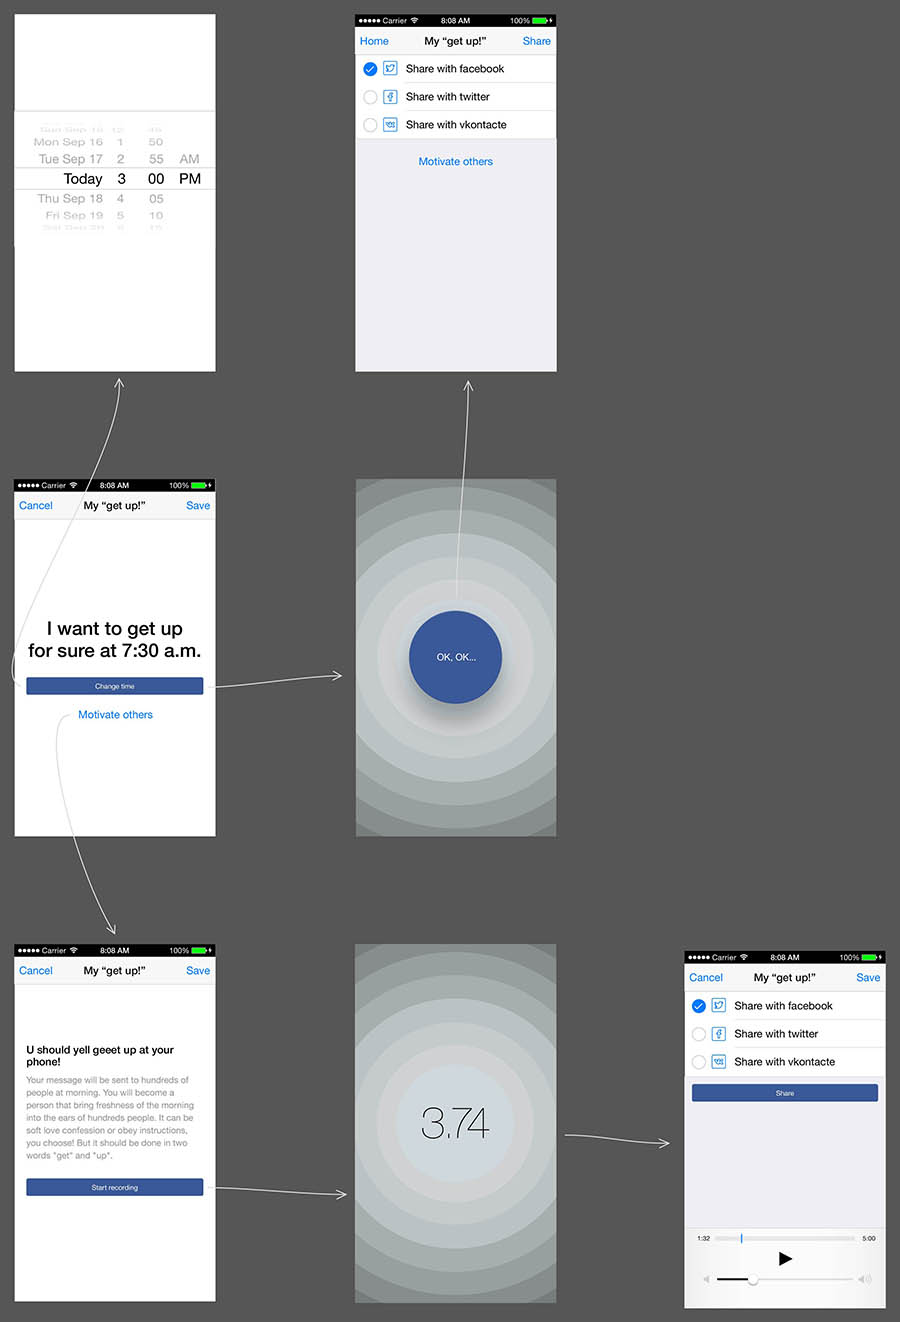 Sun Sep 15 12 45
Mon Sep 16 1 50
Tue Sep 17 2 55 AM
Today 3 00 PM
Thu Sep 18 4 05
Fri Sep 19 5 10
Carrier 8:08 AM 100%
Home My “get up!” Share
Share with facebook
Share with twitter
Share with vkontacte
Motivate others
Carrier 8:08 AM 100%
Cancel My “get up!” Save
I want to get up
for sure at 7:30 a.m.
Change time
Motivate others
OK, OK...
Carrier 8:08 AM 100%
Cancel My “get up!” Save
U should yell geeet up at your
phone!
Your message will be sent to hundreds of
people at morning. You will become a
person that bring freshness of the morning
into the ears of hundreds people. It can be
soft love confession or obey instructions,
you choose! But it should be done in two
words "get" and "up".
Start recording
3.74
Carrier 8:08 AM 100%
Cancel My “get up!” Save
Share with facebook
Share with twitter
Share with vkontacte
Share
1:32 5:00